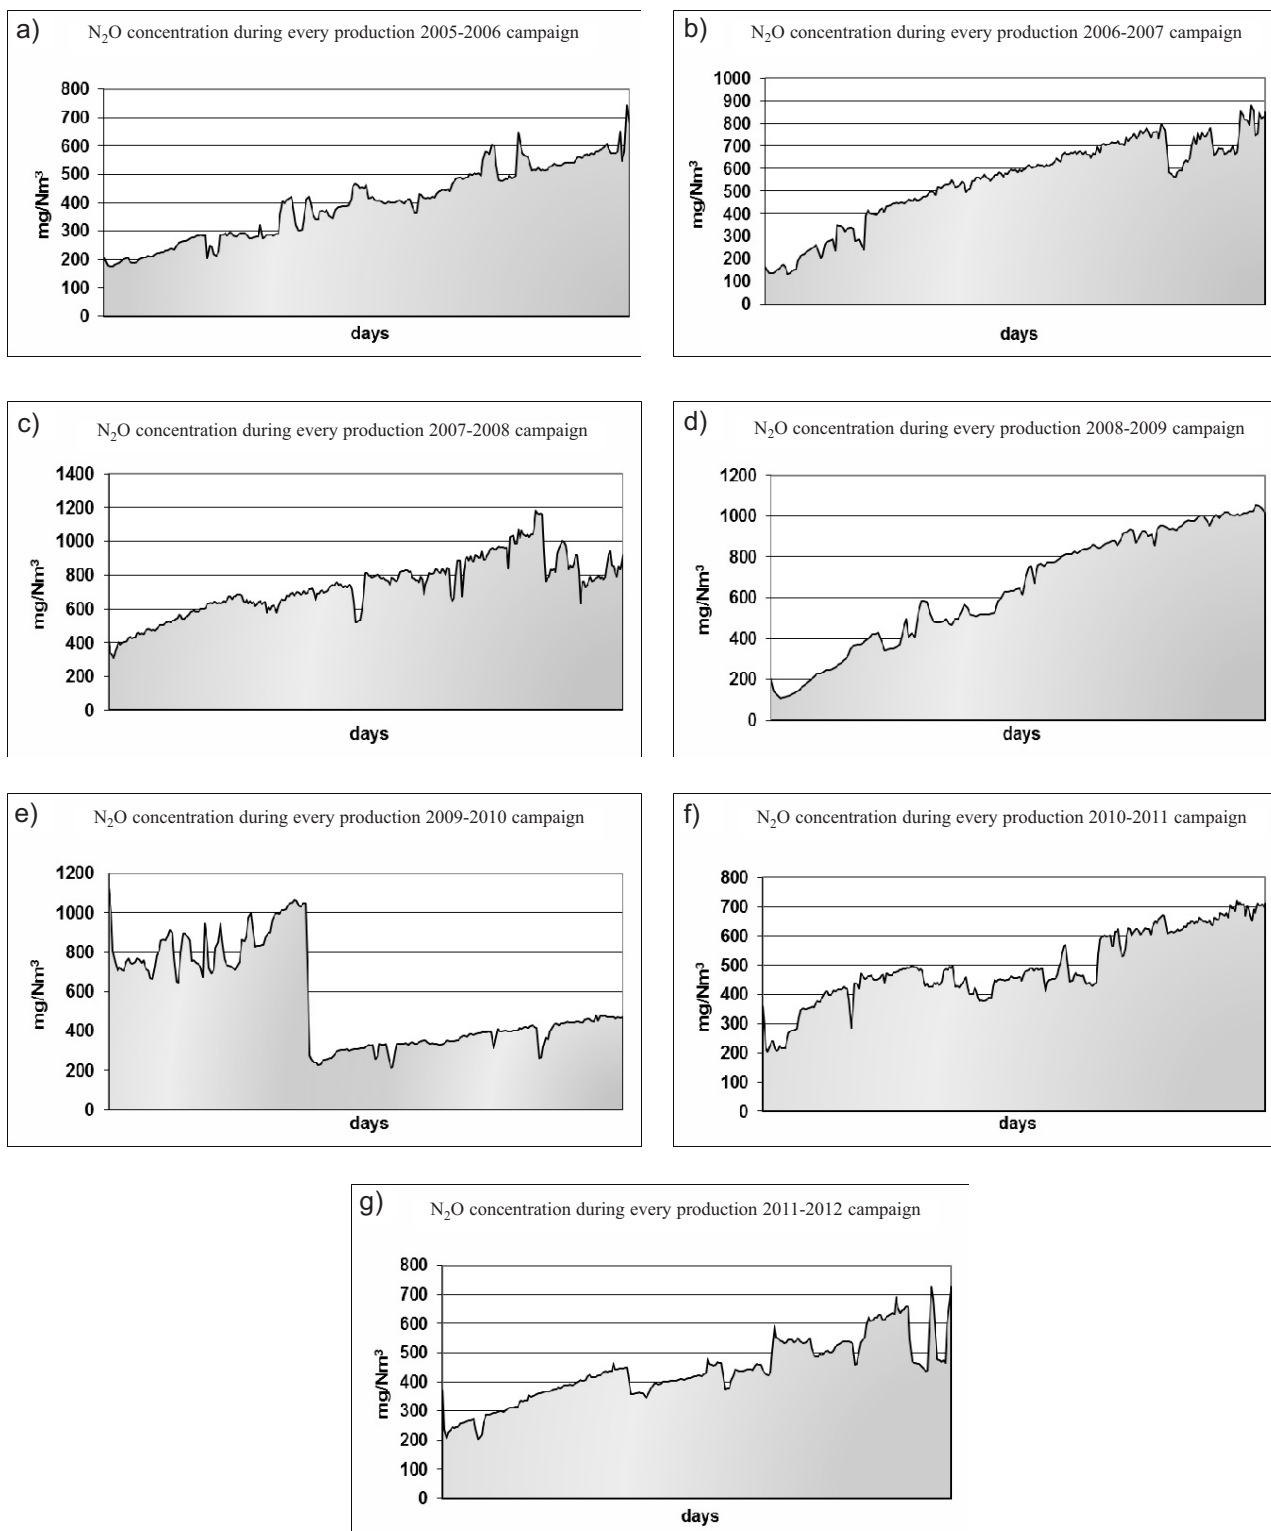 a) N₂O concentration during every production 2005-2006 campaign
800
700
600
500
400
300
200
100
0
mg/Nm³
days
b) N₂O concentration during every production 2006-2007 campaign
1000
900
800
700
600
500
400
300
200
100
0
mg/Nm³
days
c) N₂O concentration during every production 2007-2008 campaign
1400
1200
1000
800
600
400
200
0
mg/Nm³
days
d) N₂O concentration during every production 2008-2009 campaign
1200
1000
800
600
400
200
0
mg/Nm³
days
e) N₂O concentration during every production 2009-2010 campaign
1200
1000
800
600
400
200
0
mg/Nm³
days
f) N₂O concentration during every production 2010-2011 campaign
800
700
600
500
400
300
200
100
0
mg/Nm³
days
g) N₂O concentration during every production 2011-2012 campaign
800
700
600
500
400
300
200
100
0
mg/Nm³
days